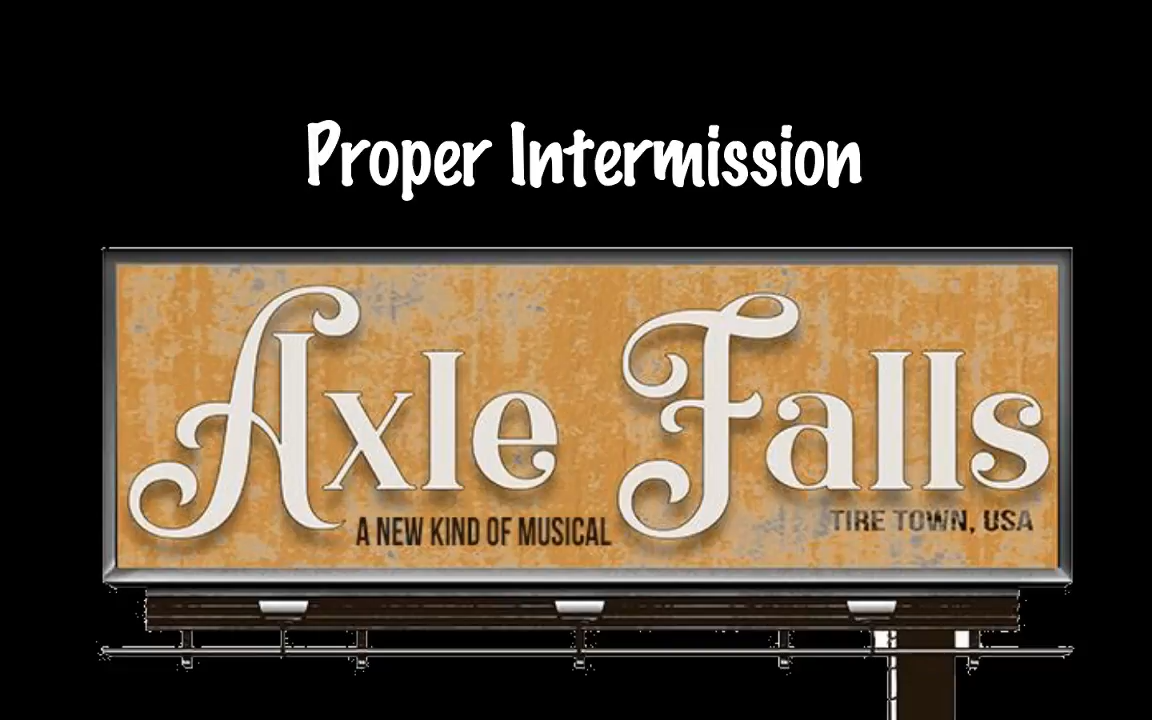 Proper Intermission
Axle Falls
A NEW KIND OF MUSICAL
TIRE TOWN, USA